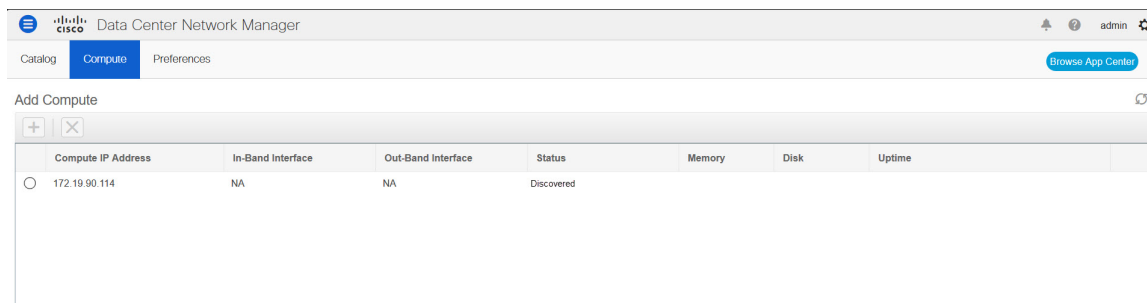 cisco Data Center Network Manager
admin
Catalog Compute Preferences
Browse App Center
Add Compute
Compute IP Address In-Band Interface Out-Band Interface Status Memory Disk Uptime
172.19.90.114 NA NA Discovered